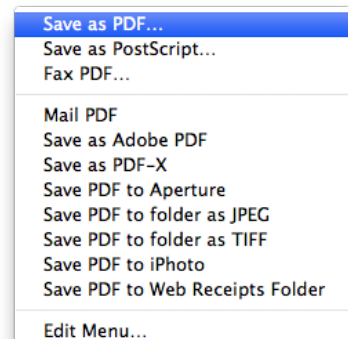 Save as PDF...
Save as PostScript...
Fax PDF...
Mail PDF
Save as Adobe PDF
Save as PDF-X
Save PDF to Aperture
Save PDF to folder as JPEG
Save PDF to folder as TIFF
Save PDF to iPhoto
Save PDF to Web Receipts Folder
Edit Menu...